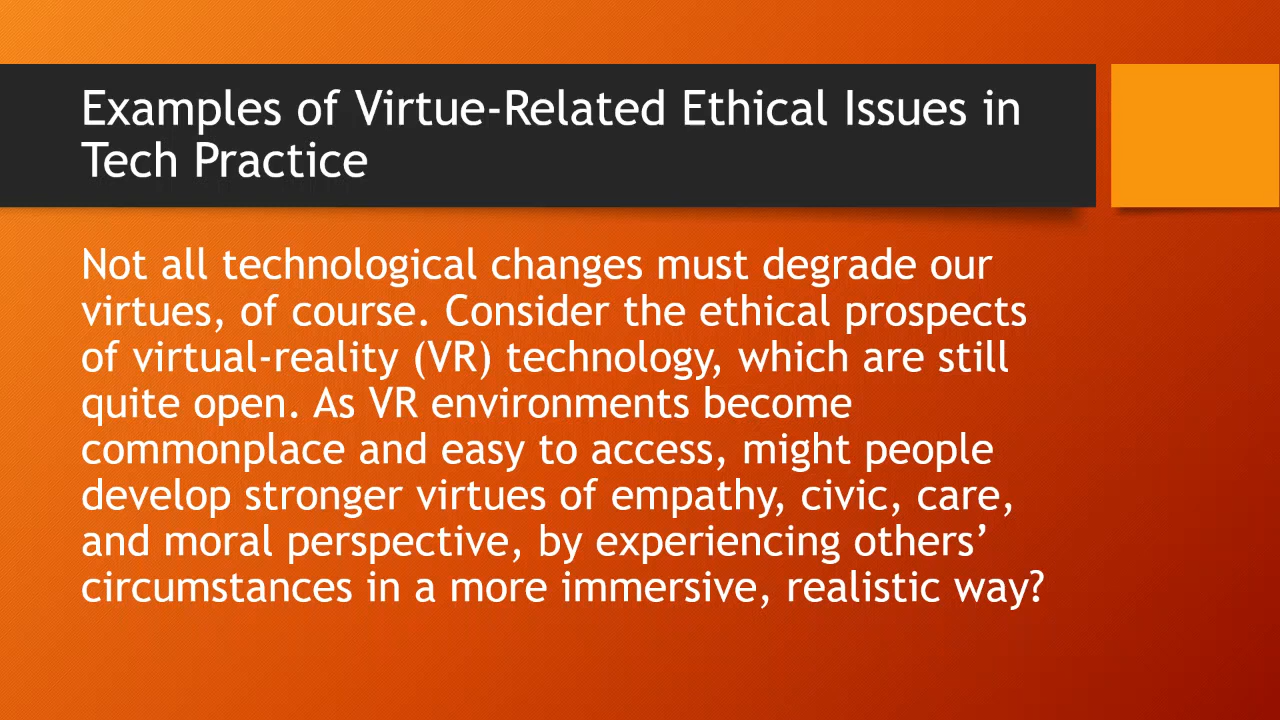 Examples of Virtue-Related Ethical Issues in
Tech Practice
Not all technological changes must degrade our
virtues, of course. Consider the ethical prospects
of virtual-reality (VR) technology, which are still
quite open. As VR environments become
commonplace and easy to access, might people
develop stronger virtues of empathy, civic, care,
and moral perspective, by experiencing others’
circumstances in a more immersive, realistic way?